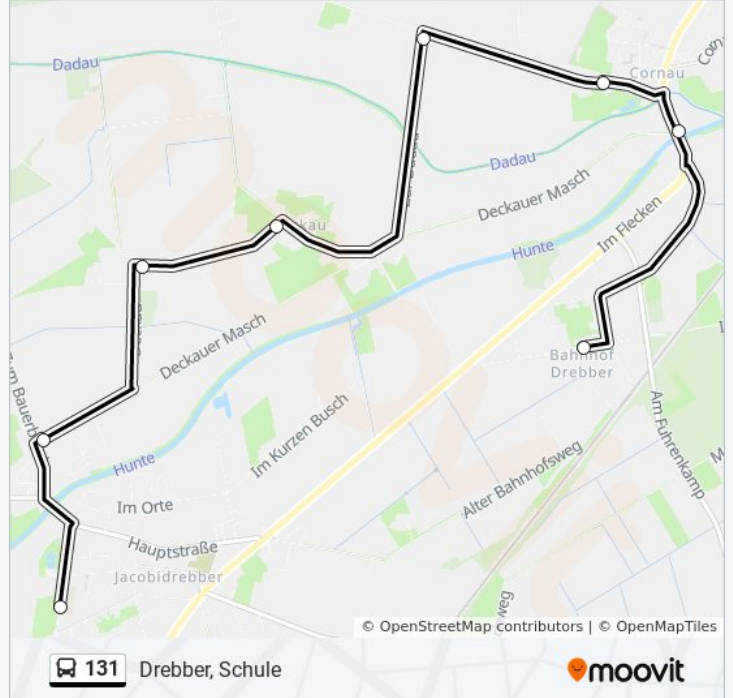 Dadau
Cornau
Dadau
Deckauer Masch
Im Flecken
Hunte
Deckauer Masch
Bahnhof
Drebber
Im Kurzen Busch
Am Fuhrenkamp
Hunte
Alter Bahnhofsweg
Im Orte
Hauptstraße
Jacobidrebber
© OpenStreetMap contributors | © OpenMapTiles
131 Drebber, Schule
moovit